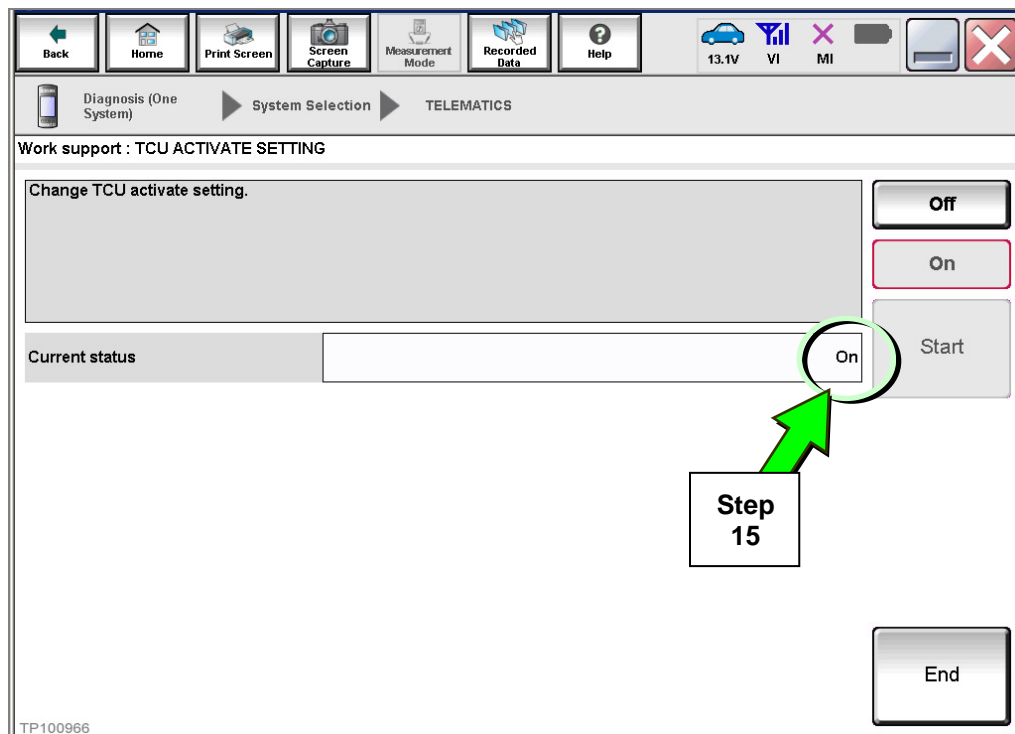 Back
Home
Print Screen
Screen
Capture
Measurement
Mode
Recorded
Data
Help
13.1V
VI
MI
Diagnosis (One
System)
System Selection
TELEMATICS
Work support : TCU ACTIVATE SETTING
Change TCU activate setting.
Off
On
Start
Current status
On
Step
15
End
TP100966